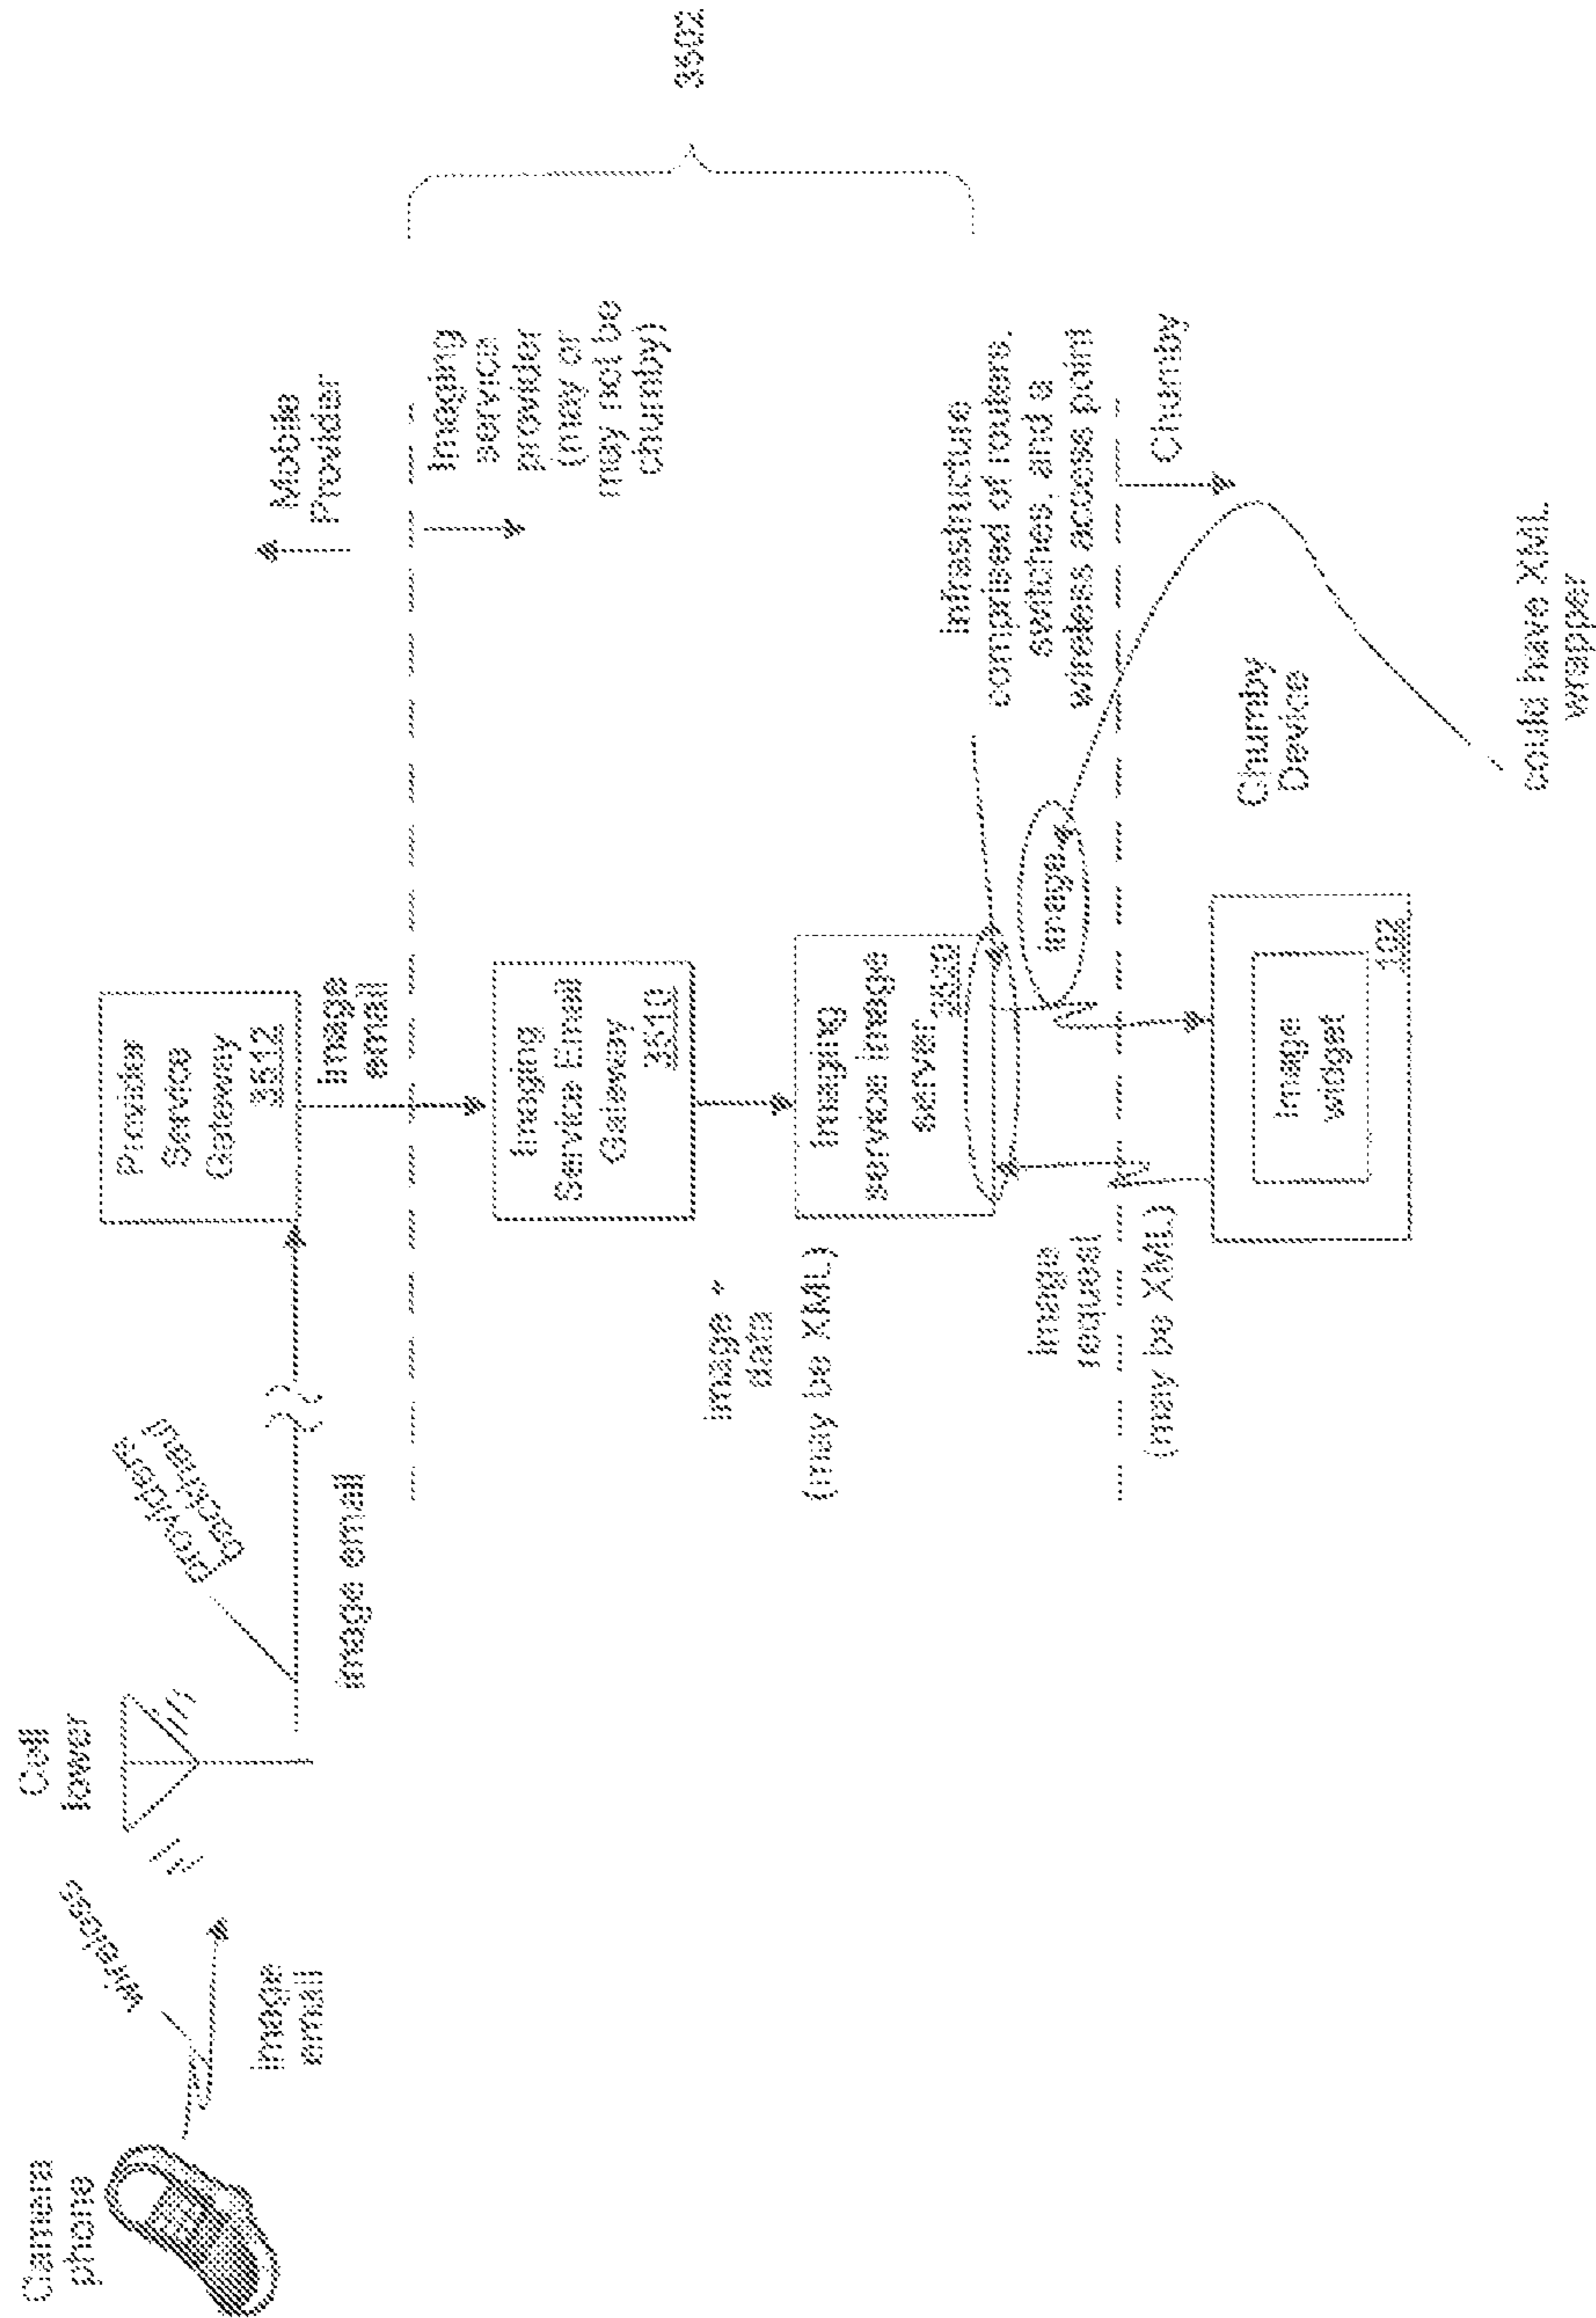 Camera
phone
wireless
Image
email
Cell
tower
image email
Provider's
backhaul
Provider
Service
Gateway
3512
Image
email
Mobile
Provider
Imaging
service
provider
(may or
may not be
chumby)
3502
Imaging
Service Email
Gateway
3510
Image +
data
(may be XML)
Imaging
service image
server
3520
Infrastructure
comprised of routers,
switches, and a
wireless access point
image
Image
request
(may be XML)
Chumby
Chumby
Device
Image
widget
102
could have XML
wrapper